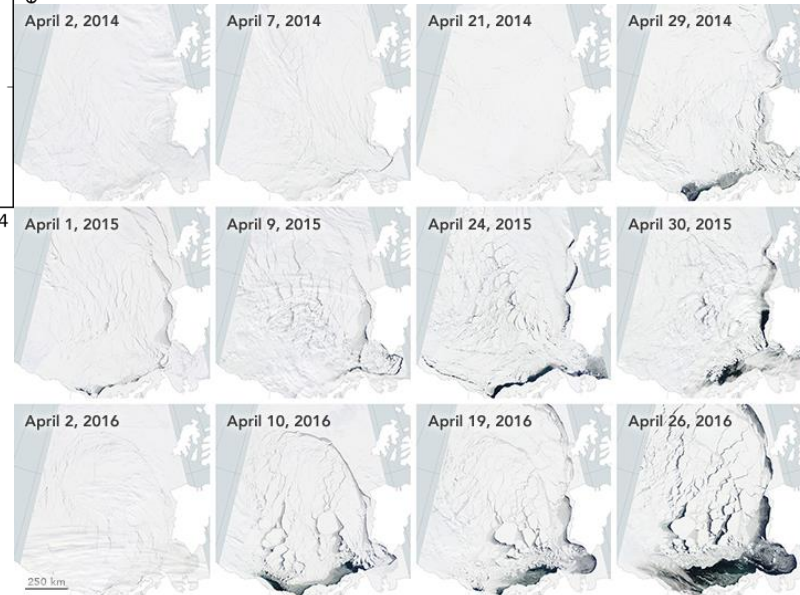 April 2, 2014
April 7, 2014
April 21, 2014
April 29, 2014
4
April 1, 2015
April 9, 2015
April 24, 2015
April 30, 2015
April 2, 2016
April 10, 2016
April 19, 2016
April 26, 2016
250 km